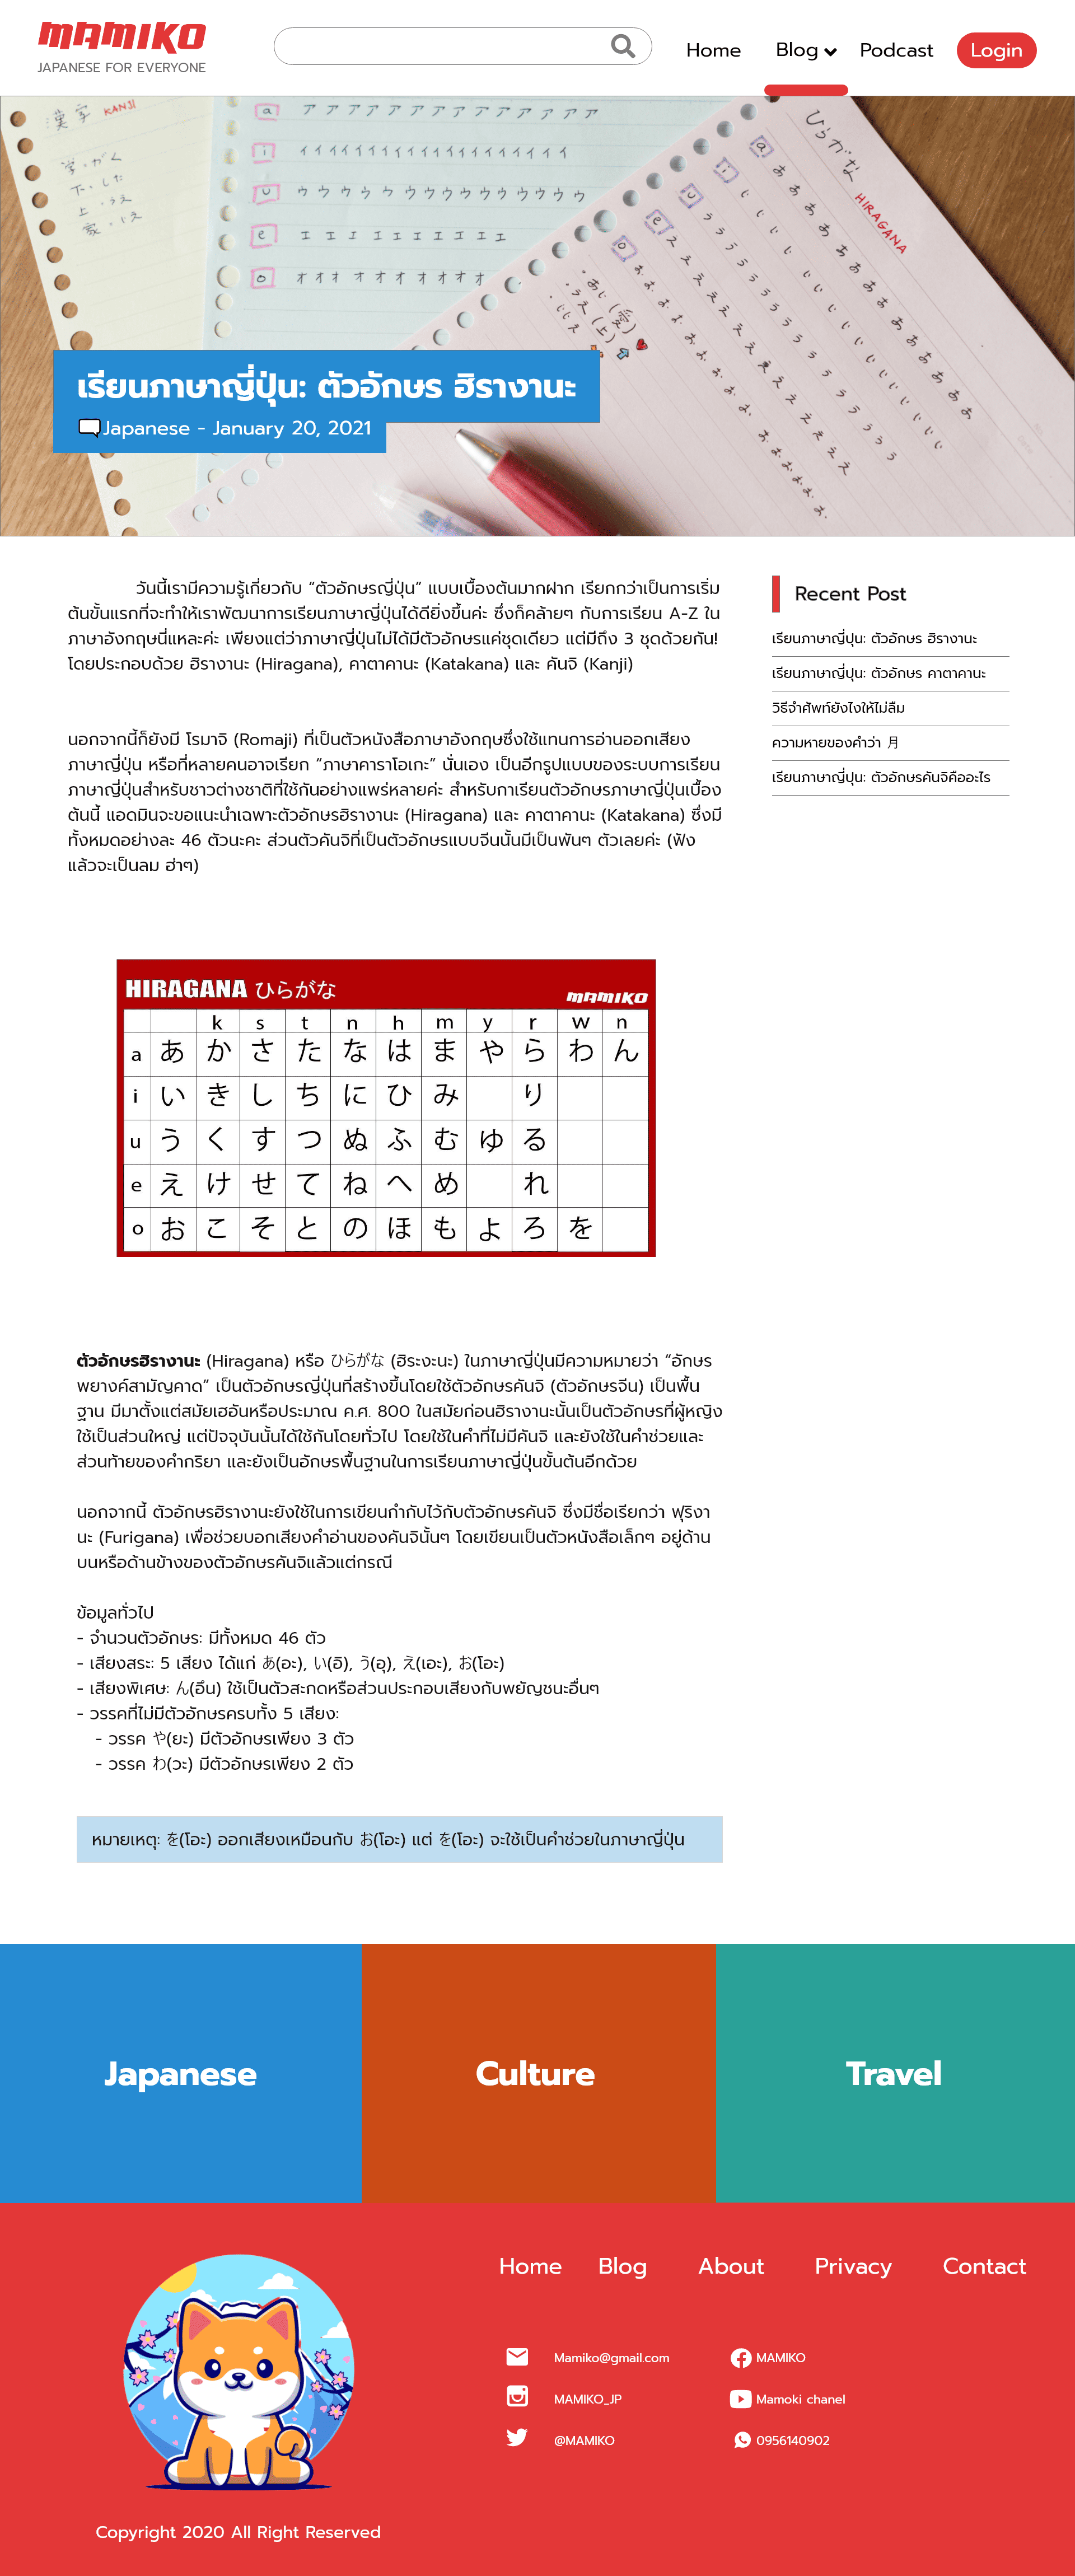 MAMIKO
JAPANESE FOR EVERYONE
Home
Blog
Podcast
Login
漢字 KANJI
ひらがな
HIRAGANA
a ア ア ア ア ア ア ア ア ア ア ア ア ア ア ア
i イ イ イ イ イ イ イ イ イ イ イ イ イ イ イ イ イ イ イ イ
u ウ ウ ウ ウ ウ ウ ウ ウ ウ ウ ウ ウ ウ ウ ウ
e エ エ エ エ エ エ エ エ エ
o オ オ オ オ オ オ オ オ オ
เรียนภาษาญี่ปุ่น: ตัวอักษร ฮิรางานะ
Japanese - January 20, 2021
วันนี้เรามีความรู้เกี่ยวกับ “ตัวอักษรญี่ปุ่น” แบบเบื้องต้นมากฝาก เรียกกว่าเป็นการเริ่ม
ต้นขั้นแรกที่จะทำให้เราพัฒนาการเรียนภาษาญี่ปุ่นได้ดียิ่งขึ้นค่ะ ซึ่งก็คล้ายๆ กับการเรียน A-Z ใน
ภาษาอังกฤษนี่แหละค่ะ เพียงแต่ว่าภาษาญี่ปุ่นไม่ได้มีตัวอักษรแค่ชุดเดียว แต่มีถึง 3 ชุดด้วยกัน!
โดยประกอบด้วย ฮิรางานะ (Hiragana), คาตาคานะ (Katakana) และ คันจิ (Kanji)
นอกจากนี้ก็ยังมี โรมาจิ (Romaji) ที่เป็นตัวหนังสือภาษาอังกฤษซึ่งใช้แทนการอ่านออกเสียง
ภาษาญี่ปุ่น หรือที่หลายคนอาจเรียก “ภาษาคาราโอเกะ” นั่นเอง เป็นอีกรูปแบบของระบบการเรียน
ภาษาญี่ปุ่นสำหรับชาวต่างชาติที่ใช้กันอย่างแพร่หลายค่ะ สำหรับกาเรียนตัวอักษรภาษาญี่ปุ่นเบื้อง
ต้นนี้ แอดมินจะขอแนะนำเฉพาะตัวอักษรฮิรางานะ (Hiragana) และ คาตาคานะ (Katakana) ซึ่งมี
ทั้งหมดอย่างละ 46 ตัวนะคะ ส่วนตัวคันจิที่เป็นตัวอักษรแบบจีนนั้นมีเป็นพันๆ ตัวเลยค่ะ (ฟัง
แล้วจะเป็นลม ฮ่าๆ)
Recent Post
เรียนภาษาญี่ปุน: ตัวอักษร ฮิรางานะ
เรียนภาษาญี่ปุน: ตัวอักษร คาตาคานะ
วิธีจำศัพท์ยังไงให้ไม่ลืม
ความหายของคำว่า 月
เรียนภาษาญี่ปุน: ตัวอักษรคันจิคืออะไร
HIRAGANA ひらがな
MAMIKO
k s t n h m y r w n
a あ か さ た な は ま や ら わ ん
i い き し ち に ひ み り
u う く す つ ぬ ふ む ゆ る
e え け せ て ね へ め れ
o お こ そ と の ほ も よ ろ を
ตัวอักษรฮิรางานะ (Hiragana) หรือ ひらがな (ฮิระงะนะ) ในภาษาญี่ปุ่นมีความหมายว่า “อักษร
พยางค์สามัญคาด” เป็นตัวอักษรญี่ปุ่นที่สร้างขึ้นโดยใช้ตัวอักษรคันจิ (ตัวอักษรจีน) เป็นพื้น
ฐาน มีมาตั้งแต่สมัยเฮอันหรือประมาณ ค.ศ. 800 ในสมัยก่อนฮิรางานะนั้นเป็นตัวอักษรที่ผู้หญิง
ใช้เป็นส่วนใหญ่ แต่ปัจจุบันนั้นได้ใช้กันโดยทั่วไป โดยใช้ในคำที่ไม่มีคันจิ และยังใช้ในคำช่วยและ
ส่วนท้ายของคำกริยา และยังเป็นอักษรพื้นฐานในการเรียนภาษาญี่ปุ่นขั้นต้นอีกด้วย
นอกจากนี้ ตัวอักษรฮิรางานะยังใช้ในการเขียนกำกับไว้กับตัวอักษรคันจิ ซึ่งมีชื่อเรียกว่า ฟุริงา
นะ (Furigana) เพื่อช่วยบอกเสียงคำอ่านของคันจินั้นๆ โดยเขียนเป็นตัวหนังสือเล็กๆ อยู่ด้าน
บนหรือด้านข้างของตัวอักษรคันจิแล้วแต่กรณี
ข้อมูลทั่วไป
- จำนวนตัวอักษร: มีทั้งหมด 46 ตัว
- เสียงสระ: 5 เสียง ได้แก่ あ(อะ), い(อิ), う(อุ), え(เอะ), お(โอะ)
- เสียงพิเศษ: ん(อึน) ใช้เป็นตัวสะกดหรือส่วนประกอบเสียงกับพยัญชนะอื่นๆ
- วรรคที่ไม่มีตัวอักษรครบทั้ง 5 เสียง:
- วรรค や(ยะ) มีตัวอักษรเพียง 3 ตัว
- วรรค わ(วะ) มีตัวอักษรเพียง 2 ตัว
หมายเหตุ: を(โอะ) ออกเสียงเหมือนกับ お(โอะ) แต่ を(โอะ) จะใช้เป็นคำช่วยในภาษาญี่ปุ่น
Japanese
Culture
Travel
Home Blog About Privacy Contact
Mamiko@gmail.com
MAMIKO
MAMIKO_JP
Mamoki chanel
@MAMIKO
0956140902
Copyright 2020 All Right Reserved